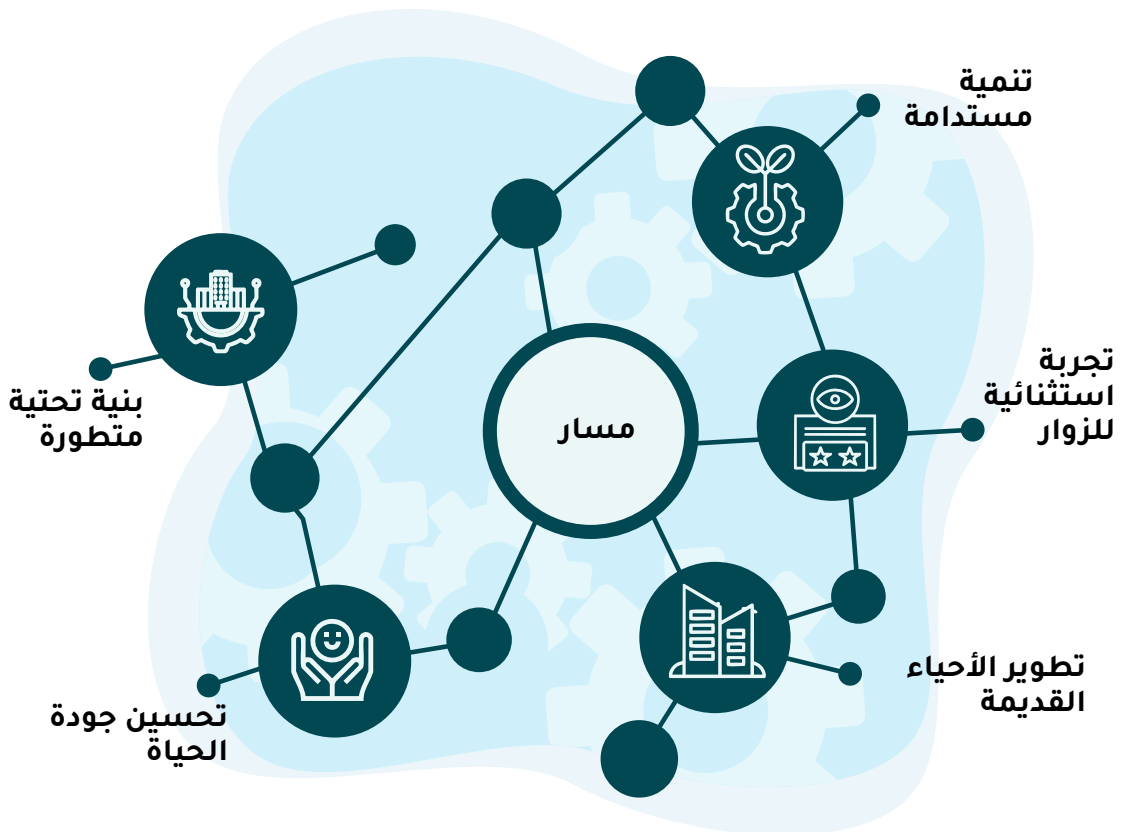 تنمية
مستدامة
تجربة
استثنائية
للزوار
مسار
بنية تحتية
متطورة
تطوير الأحياء
القديمة
تحسين جودة
الحياة